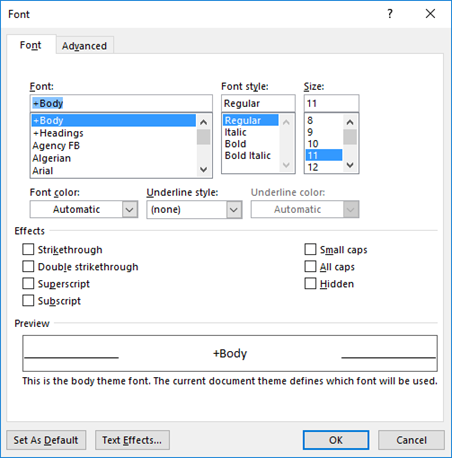 Font
Font Advanced
Font: Font style: Size:
+Body Regular 11
+Body Regular 8
+Headings Italic 9
Agency FB Bold 10
Algerian Bold Italic 11
Arial 12
Font color: Underline style: Underline color:
Automatic (none) Automatic
Effects
Strikethrough Small caps
Double strikethrough All caps
Superscript Hidden
Subscript
Preview
+Body
This is the body theme font. The current document theme defines which font will be used.
Set As Default Text Effects... OK Cancel